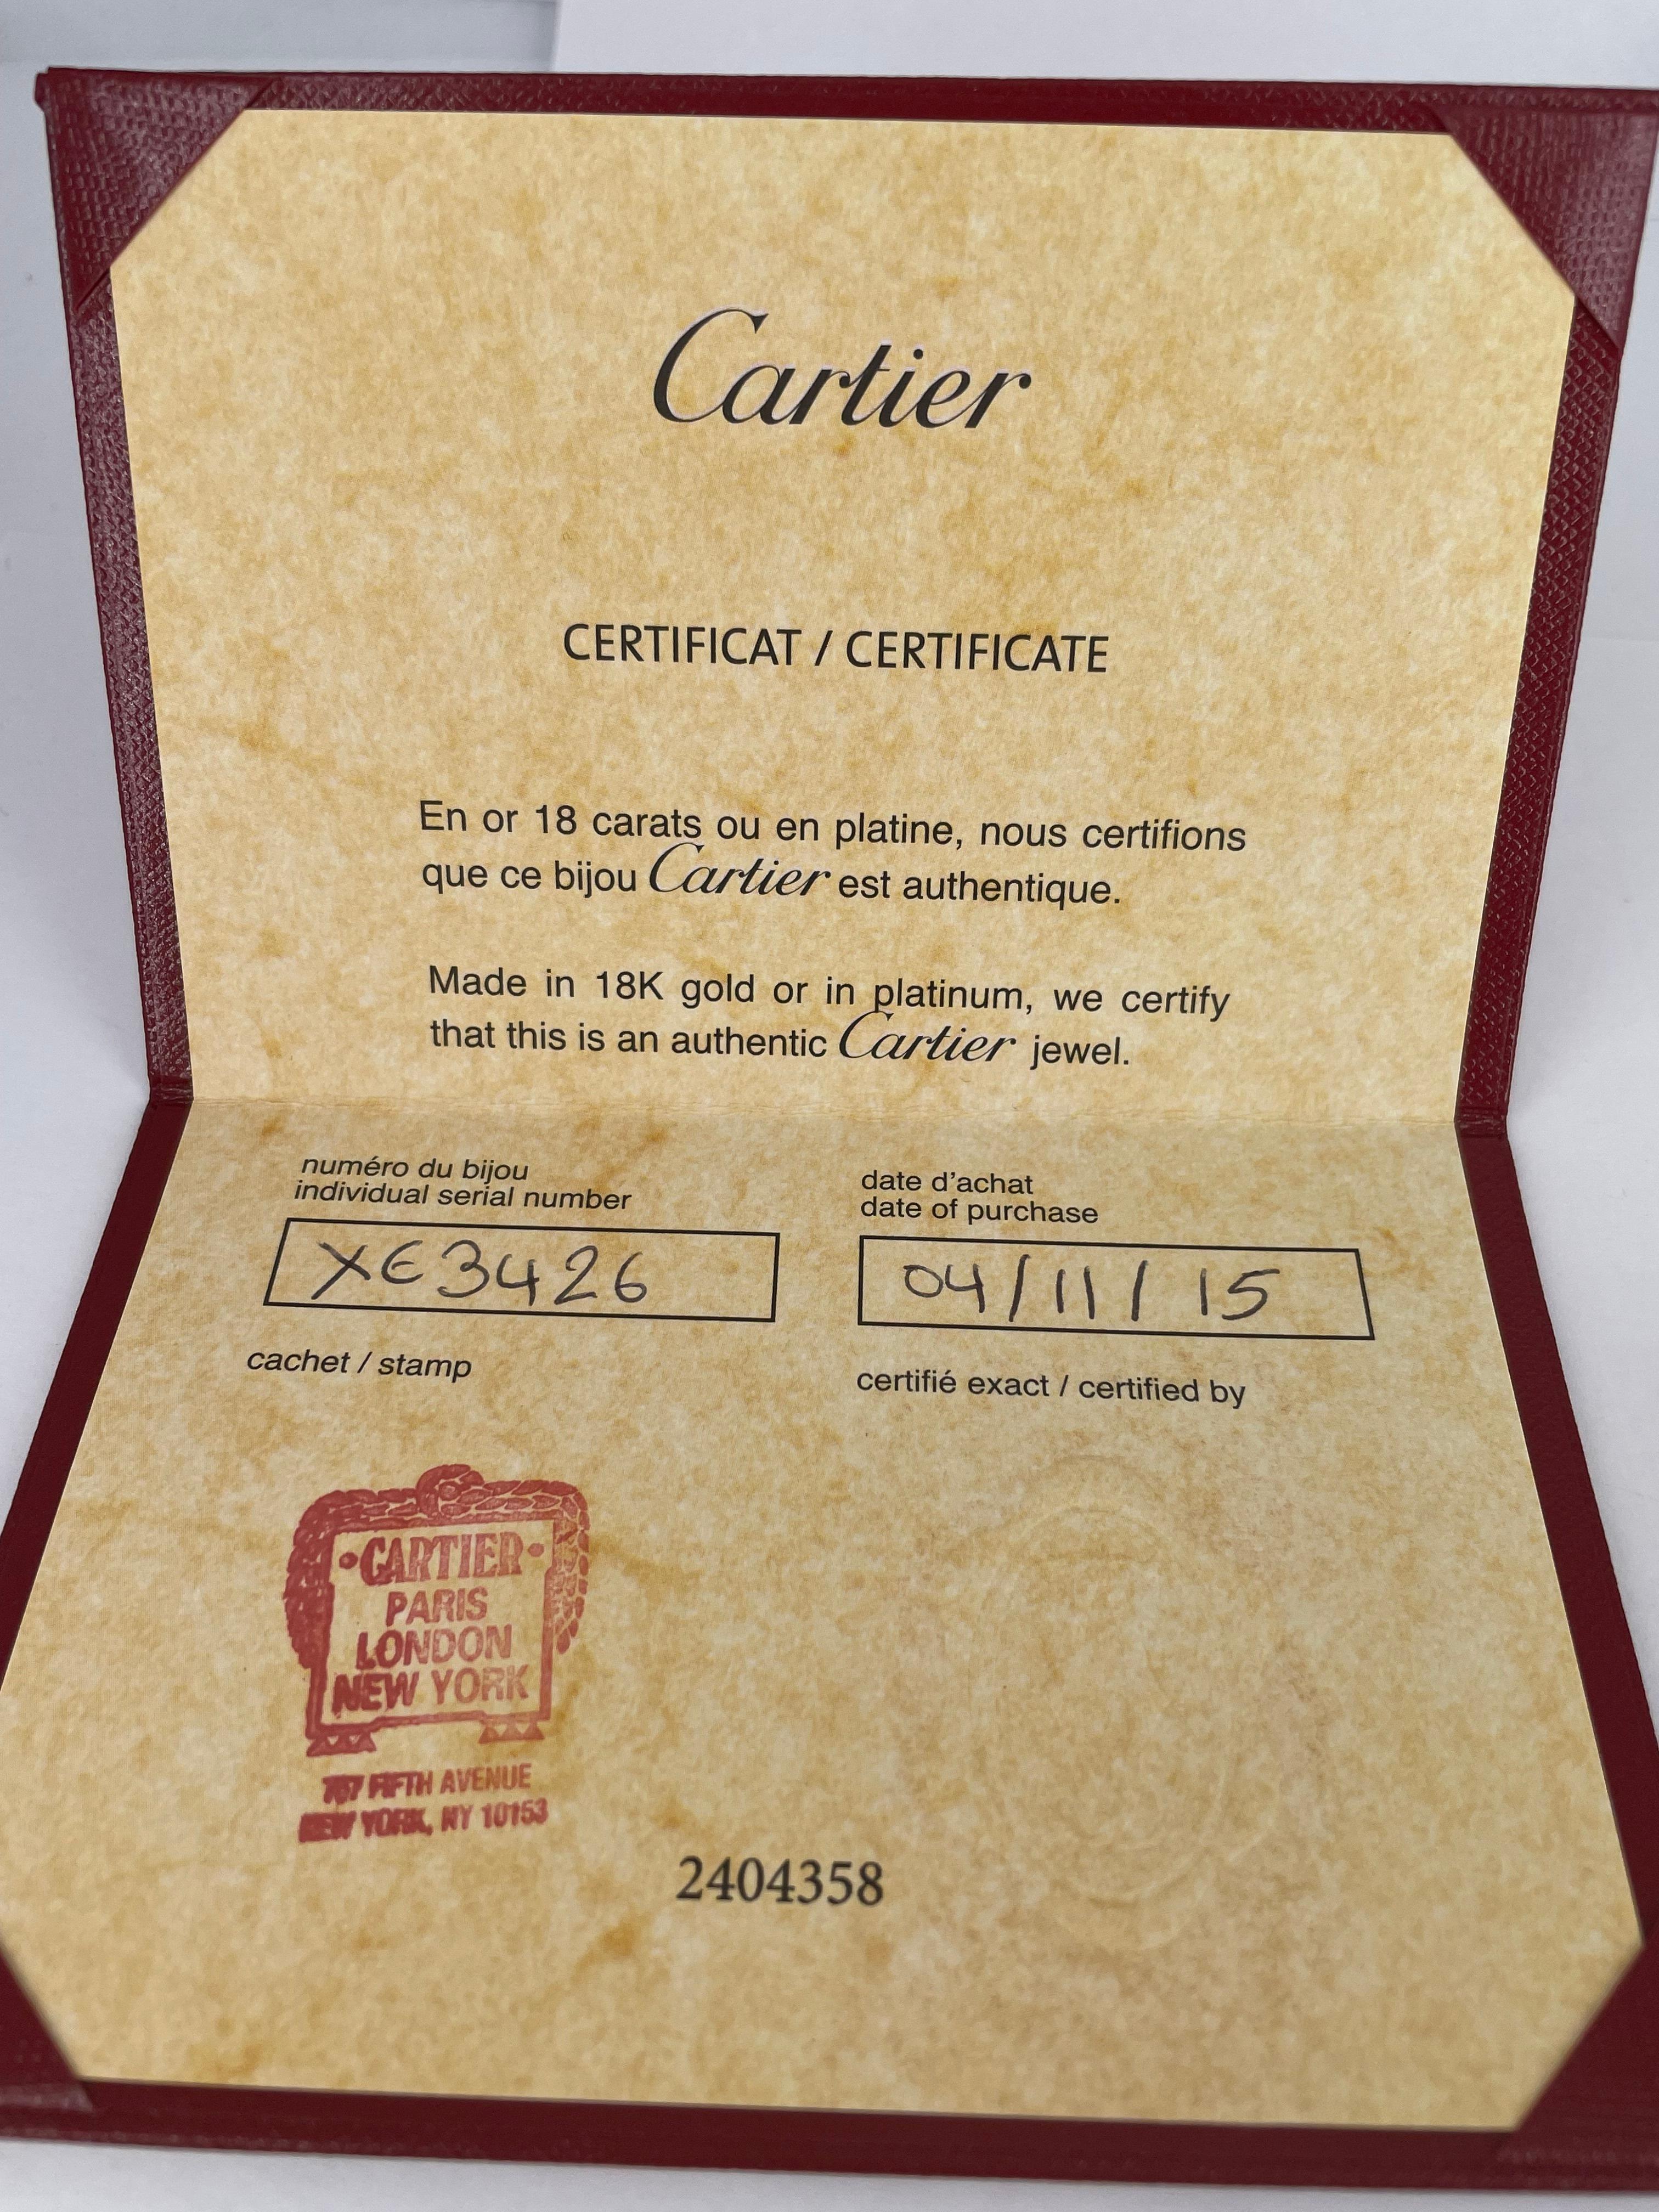 Cartier
CERTIFICAT / CERTIFICATE
En or 18 carats ou en platine, nous certifions
que ce bijou Cartier est authentique.
Made in 18K gold or in platinum, we certify
that this is an authentic Cartier jewel.
numéro du bijou
individual serial number
XE3426
date d'achat
date of purchase
04/11/15
cachet / stamp
certifié exact / certified by
·CARTIER·
PARIS
LONDON
NEW YORK
767 FIFTH AVENUE
NEW YORK, NY 10153
2404358